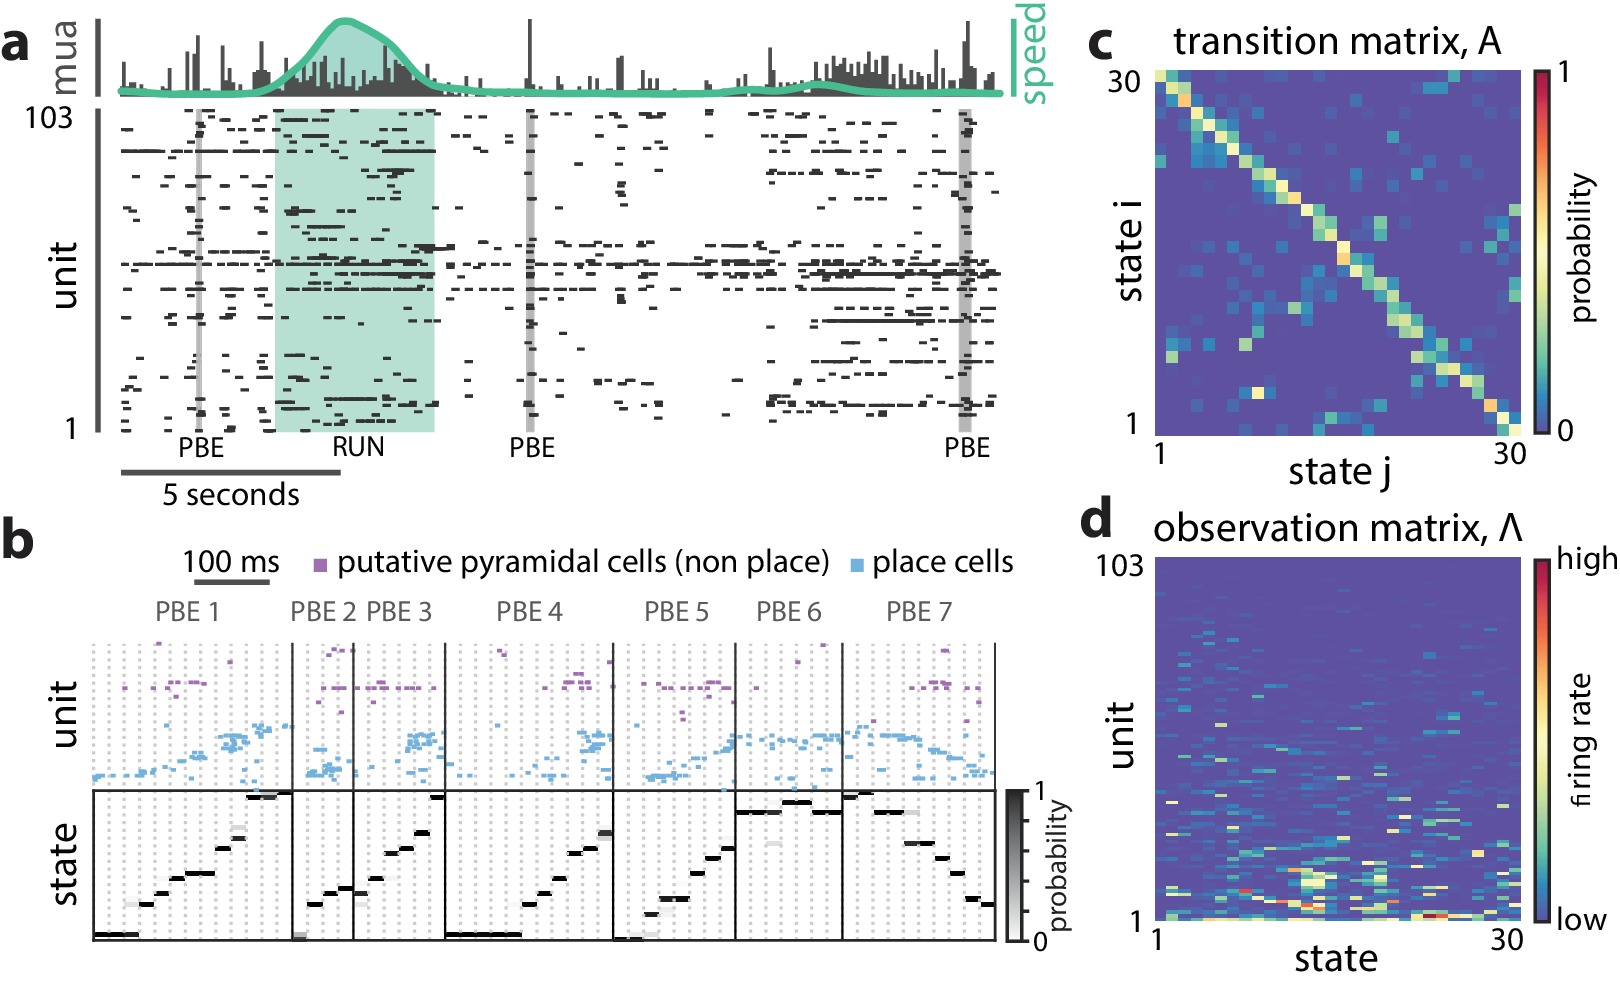 a
mua
speed
103
unit
1
PBE
RUN
PBE
PBE
5 seconds
b
100 ms
putative pyramidal cells (non place)
place cells
PBE 1
PBE 2
PBE 3
PBE 4
PBE 5
PBE 6
PBE 7
unit
state
1
probability
0
c
transition matrix, A
30
state i
1
1
30
state j
1
probability
0
d
observation matrix, Λ
103
unit
1
1
30
state
high
firing rate
low